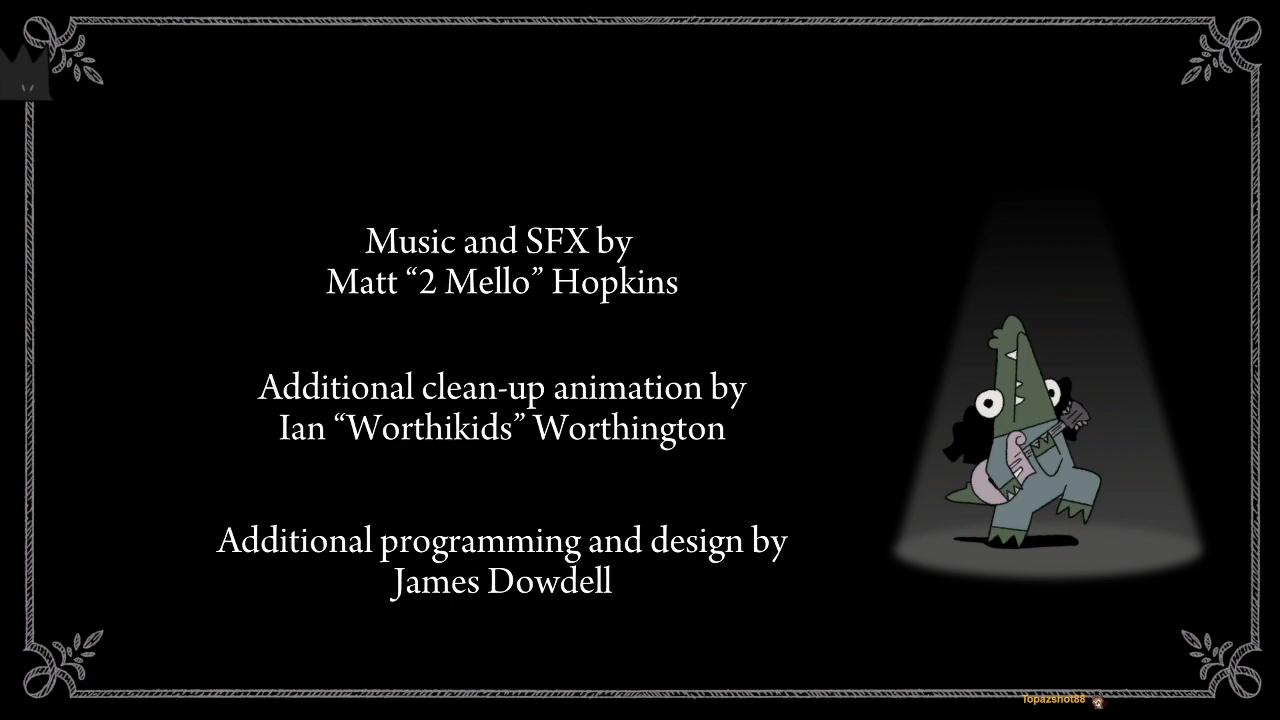 Music and SFX by
Matt “2 Mello” Hopkins
Additional clean-up animation by
Ian “Worthikids” Worthington
Additional programming and design by
James Dowdell
Topazshot88